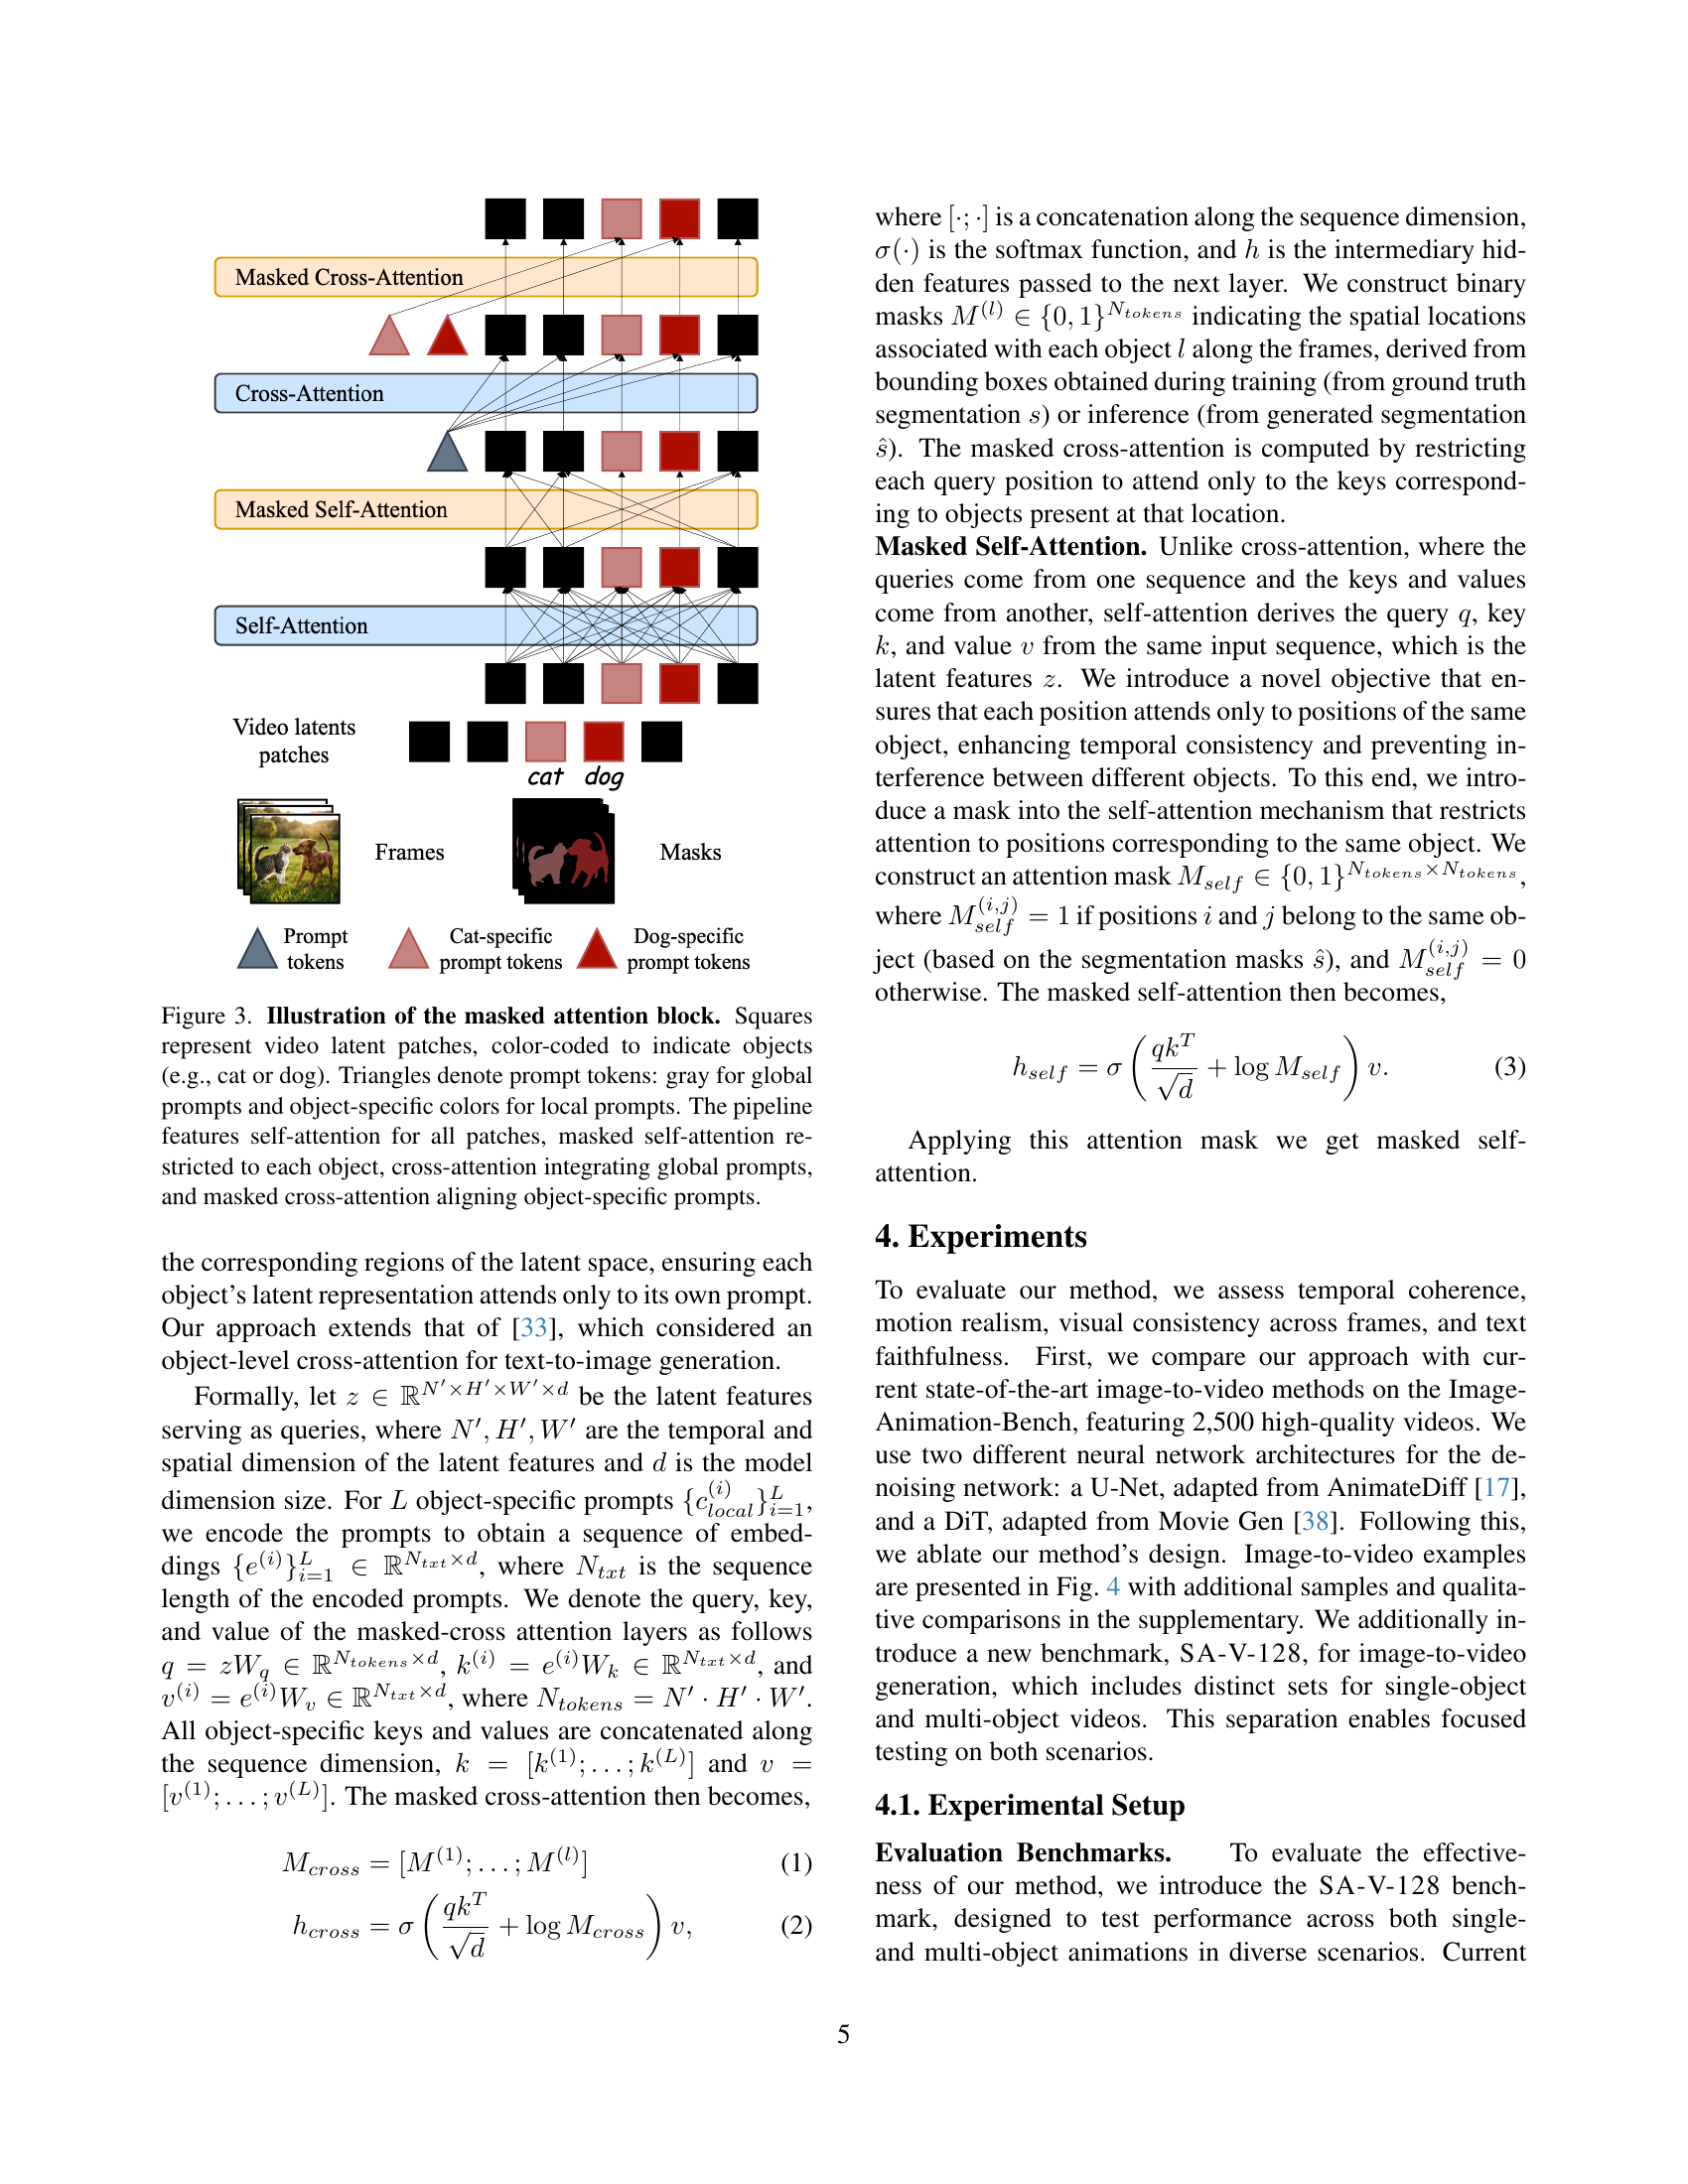 Masked Cross-Attention
Cross-Attention
Masked Self-Attention
Self-Attention
Video latents
patches
cat dog
Frames
Masks
Prompt
tokens
Cat-specific
prompt tokens
Dog-specific
prompt tokens
Figure 3. Illustration of the masked attention block. Squares
represent video latent patches, color-coded to indicate objects
(e.g., cat or dog). Triangles denote prompt tokens: gray for global
prompts and object-specific colors for local prompts. The pipeline
features self-attention for all patches, masked self-attention re-
stricted to each object, cross-attention integrating global prompts,
and masked cross-attention aligning object-specific prompts.
the corresponding regions of the latent space, ensuring each
object's latent representation attends only to its own prompt.
Our approach extends that of [33], which considered an
object-level cross-attention for text-to-image generation.
Formally, let $z \in \mathbb{R}^{N' \times H' \times W' \times d}$ be the latent features
serving as queries, where $N', H', W'$ are the temporal and
spatial dimension of the latent features and $d$ is the model
dimension size. For $L$ object-specific prompts $\{c_{local}^{(i)}\}_{i=1}^{L}$,
we encode the prompts to obtain a sequence of embed-
dings $\{e^{(i)}\}_{i=1}^{L} \in \mathbb{R}^{N_{txt} \times d}$, where $N_{txt}$ is the sequence
length of the encoded prompts. We denote the query, key,
and value of the masked-cross attention layers as follows
$q = zW_q \in \mathbb{R}^{N_{tokens} \times d}$, $k^{(i)} = e^{(i)}W_k \in \mathbb{R}^{N_{txt} \times d}$, and
$v^{(i)} = e^{(i)}W_v \in \mathbb{R}^{N_{txt} \times d}$, where $N_{tokens} = N' \cdot H' \cdot W'$.
All object-specific keys and values are concatenated along
the sequence dimension, $k = [k^{(1)}; \ldots; k^{(L)}]$ and $v =$
$[v^{(1)}; \ldots; v^{(L)}]$. The masked cross-attention then becomes,
$M_{cross} = [M^{(1)}; \ldots; M^{(l)}]$ (1)
$h_{cross} = \sigma \left( \frac{qk^T}{\sqrt{d}} + \log M_{cross} \right) v,$ (2)
where $[\cdot; \cdot]$ is a concatenation along the sequence dimension,
$\sigma(\cdot)$ is the softmax function, and $h$ is the intermediary hid-
den features passed to the next layer. We construct binary
masks $M^{(l)} \in \{0, 1\}^{N_{tokens}}$ indicating the spatial locations
associated with each object $l$ along the frames, derived from
bounding boxes obtained during training (from ground truth
segmentation $s$) or inference (from generated segmentation
$\hat{s}$). The masked cross-attention is computed by restricting
each query position to attend only to the keys correspond-
ing to objects present at that location.
Masked Self-Attention. Unlike cross-attention, where the
queries come from one sequence and the keys and values
come from another, self-attention derives the query $q$, key
$k$, and value $v$ from the same input sequence, which is the
latent features $z$. We introduce a novel objective that en-
sures that each position attends only to positions of the same
object, enhancing temporal consistency and preventing in-
terference between different objects. To this end, we intro-
duce a mask into the self-attention mechanism that restricts
attention to positions corresponding to the same object. We
construct an attention mask $M_{self} \in \{0, 1\}^{N_{tokens} \times N_{tokens}}$,
where $M_{self}^{(i,j)} = 1$ if positions $i$ and $j$ belong to the same ob-
ject (based on the segmentation masks $\hat{s}$), and $M_{self}^{(i,j)} = 0$
otherwise. The masked self-attention then becomes,
$h_{self} = \sigma \left( \frac{qk^T}{\sqrt{d}} + \log M_{self} \right) v.$ (3)
Applying this attention mask we get masked self-
attention.
4. Experiments
To evaluate our method, we assess temporal coherence,
motion realism, visual consistency across frames, and text
faithfulness. First, we compare our approach with cur-
rent state-of-the-art image-to-video methods on the Image-
Animation-Bench, featuring 2,500 high-quality videos. We
use two different neural network architectures for the de-
noising network: a U-Net, adapted from AnimateDiff [17],
and a DiT, adapted from Movie Gen [38]. Following this,
we ablate our method's design. Image-to-video examples
are presented in Fig. 4 with additional samples and qualita-
tive comparisons in the supplementary. We additionally in-
troduce a new benchmark, SA-V-128, for image-to-video
generation, which includes distinct sets for single-object
and multi-object videos. This separation enables focused
testing on both scenarios.
4.1. Experimental Setup
Evaluation Benchmarks. To evaluate the effective-
ness of our method, we introduce the SA-V-128 bench-
mark, designed to test performance across both single-
and multi-object animations in diverse scenarios. Current
5